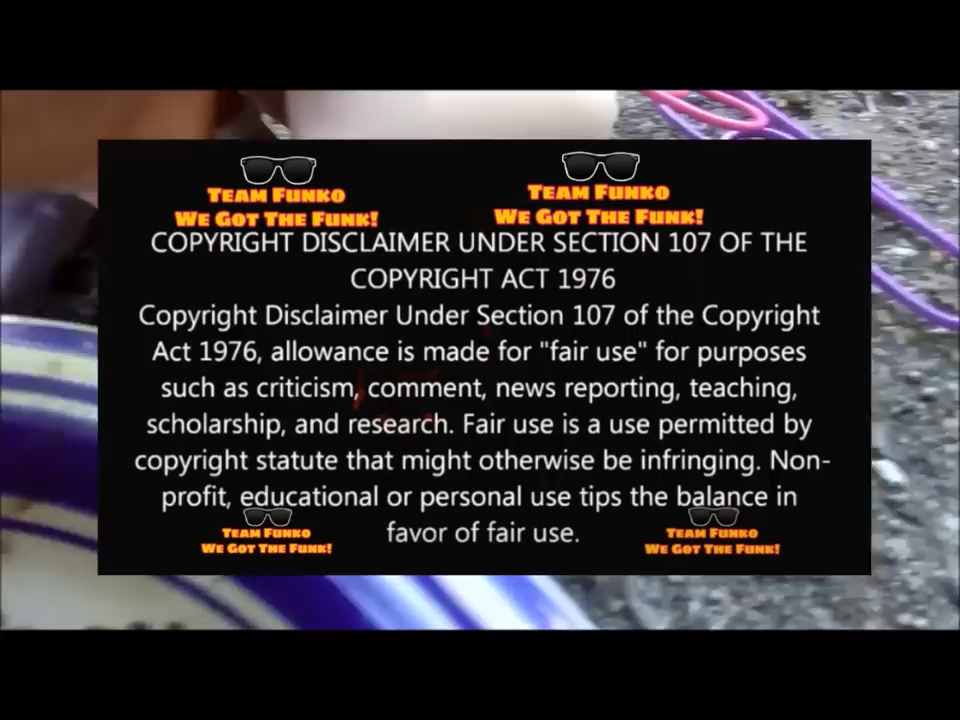 TEAM FUNKO
WE GOT THE FUNK!
TEAM FUNKO
WE GOT THE FUNK!
COPYRIGHT DISCLAIMER UNDER SECTION 107 OF THE
COPYRIGHT ACT 1976
Copyright Disclaimer Under Section 107 of the Copyright
Act 1976, allowance is made for "fair use" for purposes
such as criticism, comment, news reporting, teaching,
scholarship, and research. Fair use is a use permitted by
copyright statute that might otherwise be infringing. Non-
profit, educational or personal use tips the balance in
favor of fair use.
TEAM FUNKO
WE GOT THE FUNK!
TEAM FUNKO
WE GOT THE FUNK!